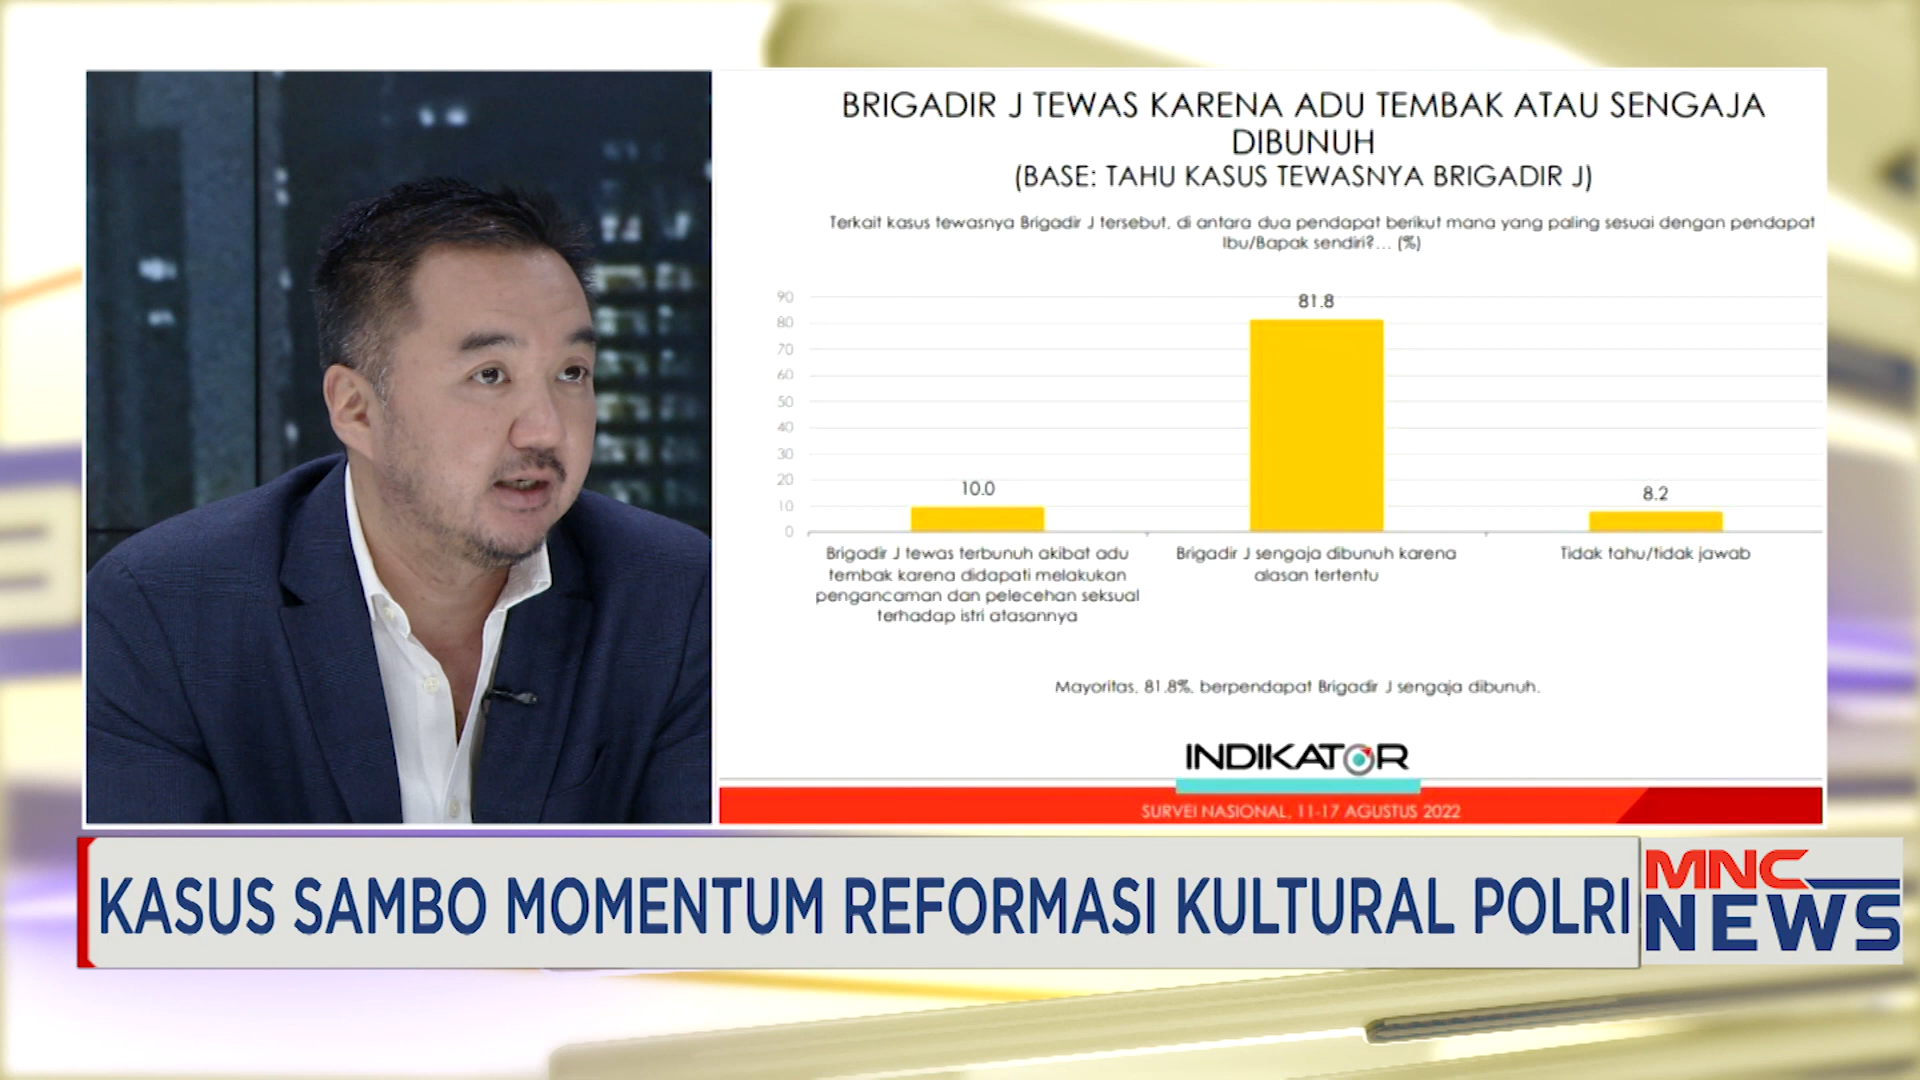 BRIGADIR J TEWAS KARENA ADU TEMBAK ATAU SENGAJA
DIBUNUH
(BASE: TAHU KASUS TEWASNYA BRIGADIR J)
Terkait kasus tewasnya Brigadir J tersebut, di antara dua pendapat berikut mana yang paling sesuai dengan pendapat
Ibu/Bapak sendiri?... (%)
90
80
70
60
50
40
30
20
10
0
10.0
81.8
8.2
Brigadir J tewas terbunuh akibat adu
tembak karena didapati melakukan
pengancaman dan pelecehan seksual
terhadap istri atasannya
Brigadir J sengaja dibunuh karena
alasan tertentu
Tidak tahu/tidak jawab
Mayoritas, 81.8%, berpendapat Brigadir J sengaja dibunuh.
INDIKATOR
SURVEI NASIONAL, 11-17 AGUSTUS 2022
KASUS SAMBO MOMENTUM REFORMASI KULTURAL POLRI
MNC
NEWS